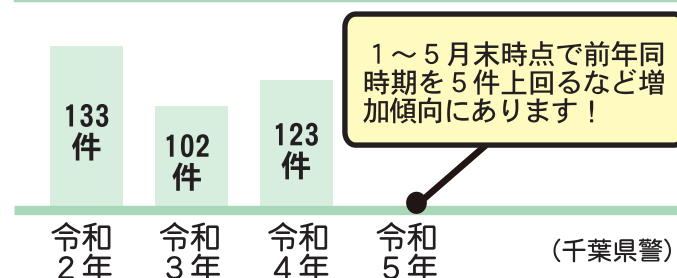 １～５月末時点で前年同
時期を５件上回るなど増
加傾向にあります！
133
件
102
件
123
件
令和
２年
令和
３年
令和
４年
令和
５年
（千葉県警）